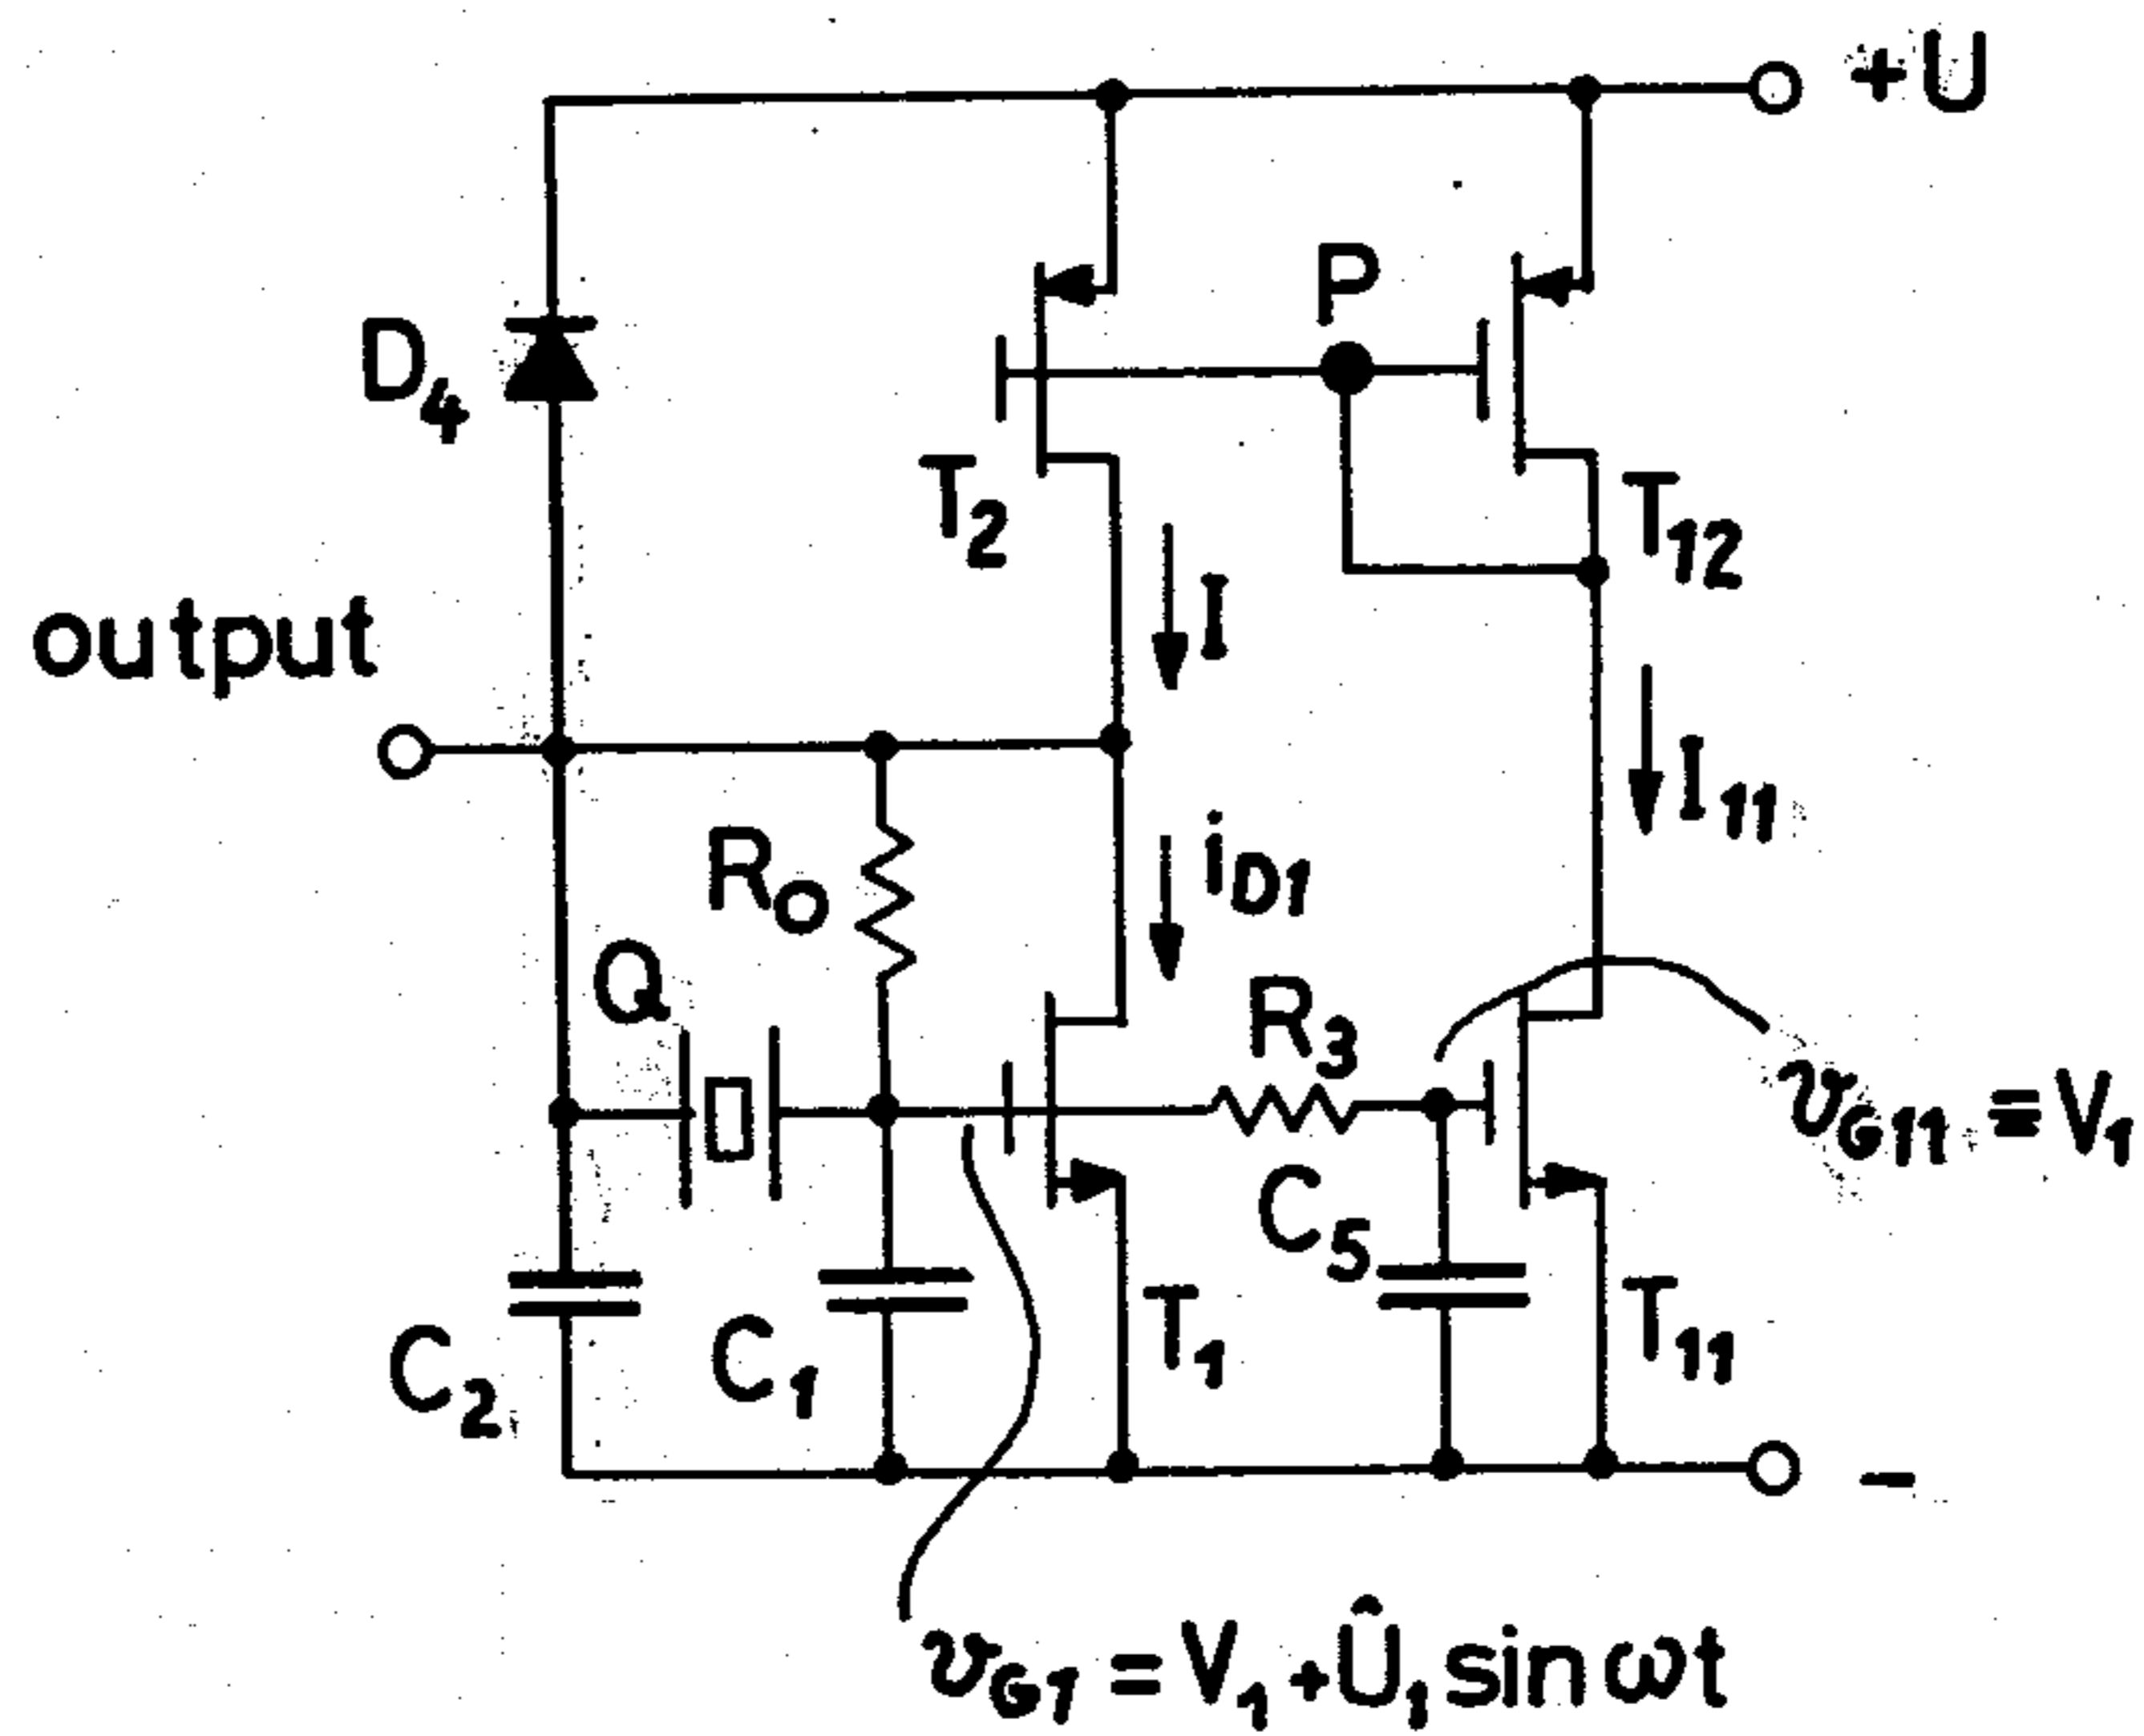 +U
P
D4
T2
T12
output
I
I11
iD1
Ro
Q
R3
vG11 = V1
C5
C2
C1
T1
T11
-
vG1 = V1 + Û1 sin ωt